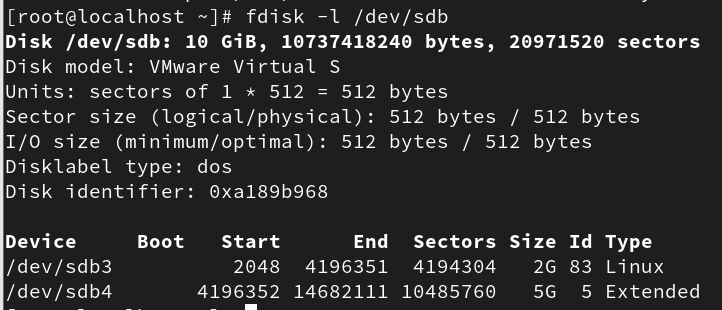 [root@localhost ~]# fdisk -l /dev/sdb
Disk /dev/sdb: 10 GiB, 10737418240 bytes, 20971520 sectors
Disk model: VMware Virtual S
Units: sectors of 1 * 512 = 512 bytes
Sector size (logical/physical): 512 bytes / 512 bytes
I/O size (minimum/optimal): 512 bytes / 512 bytes
Disklabel type: dos
Disk identifier: 0xa189b968
Device     Boot   Start      End  Sectors Size Id Type
/dev/sdb3          2048  4196351  4194304   2G 83 Linux
/dev/sdb4       4196352 14682111 10485760   5G  5 Extended